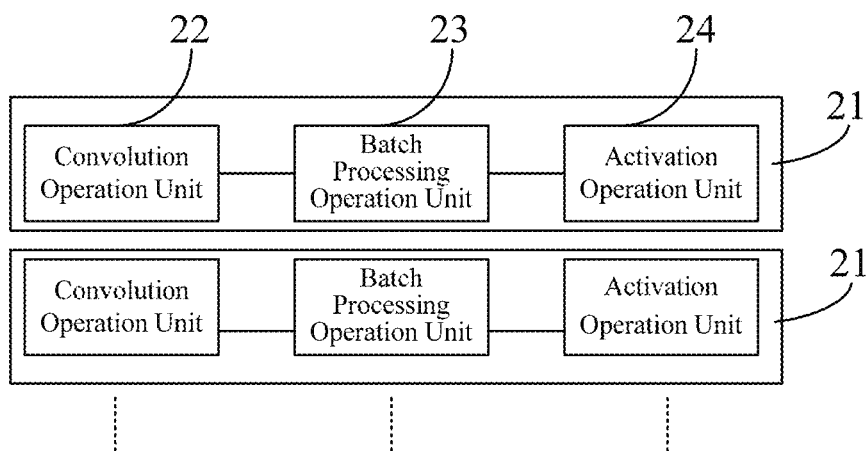 22
23
24
21
Convolution
Operation Unit
Batch
Processing
Operation Unit
Activation
Operation Unit
21
Convolution
Operation Unit
Batch
Processing
Operation Unit
Activation
Operation Unit